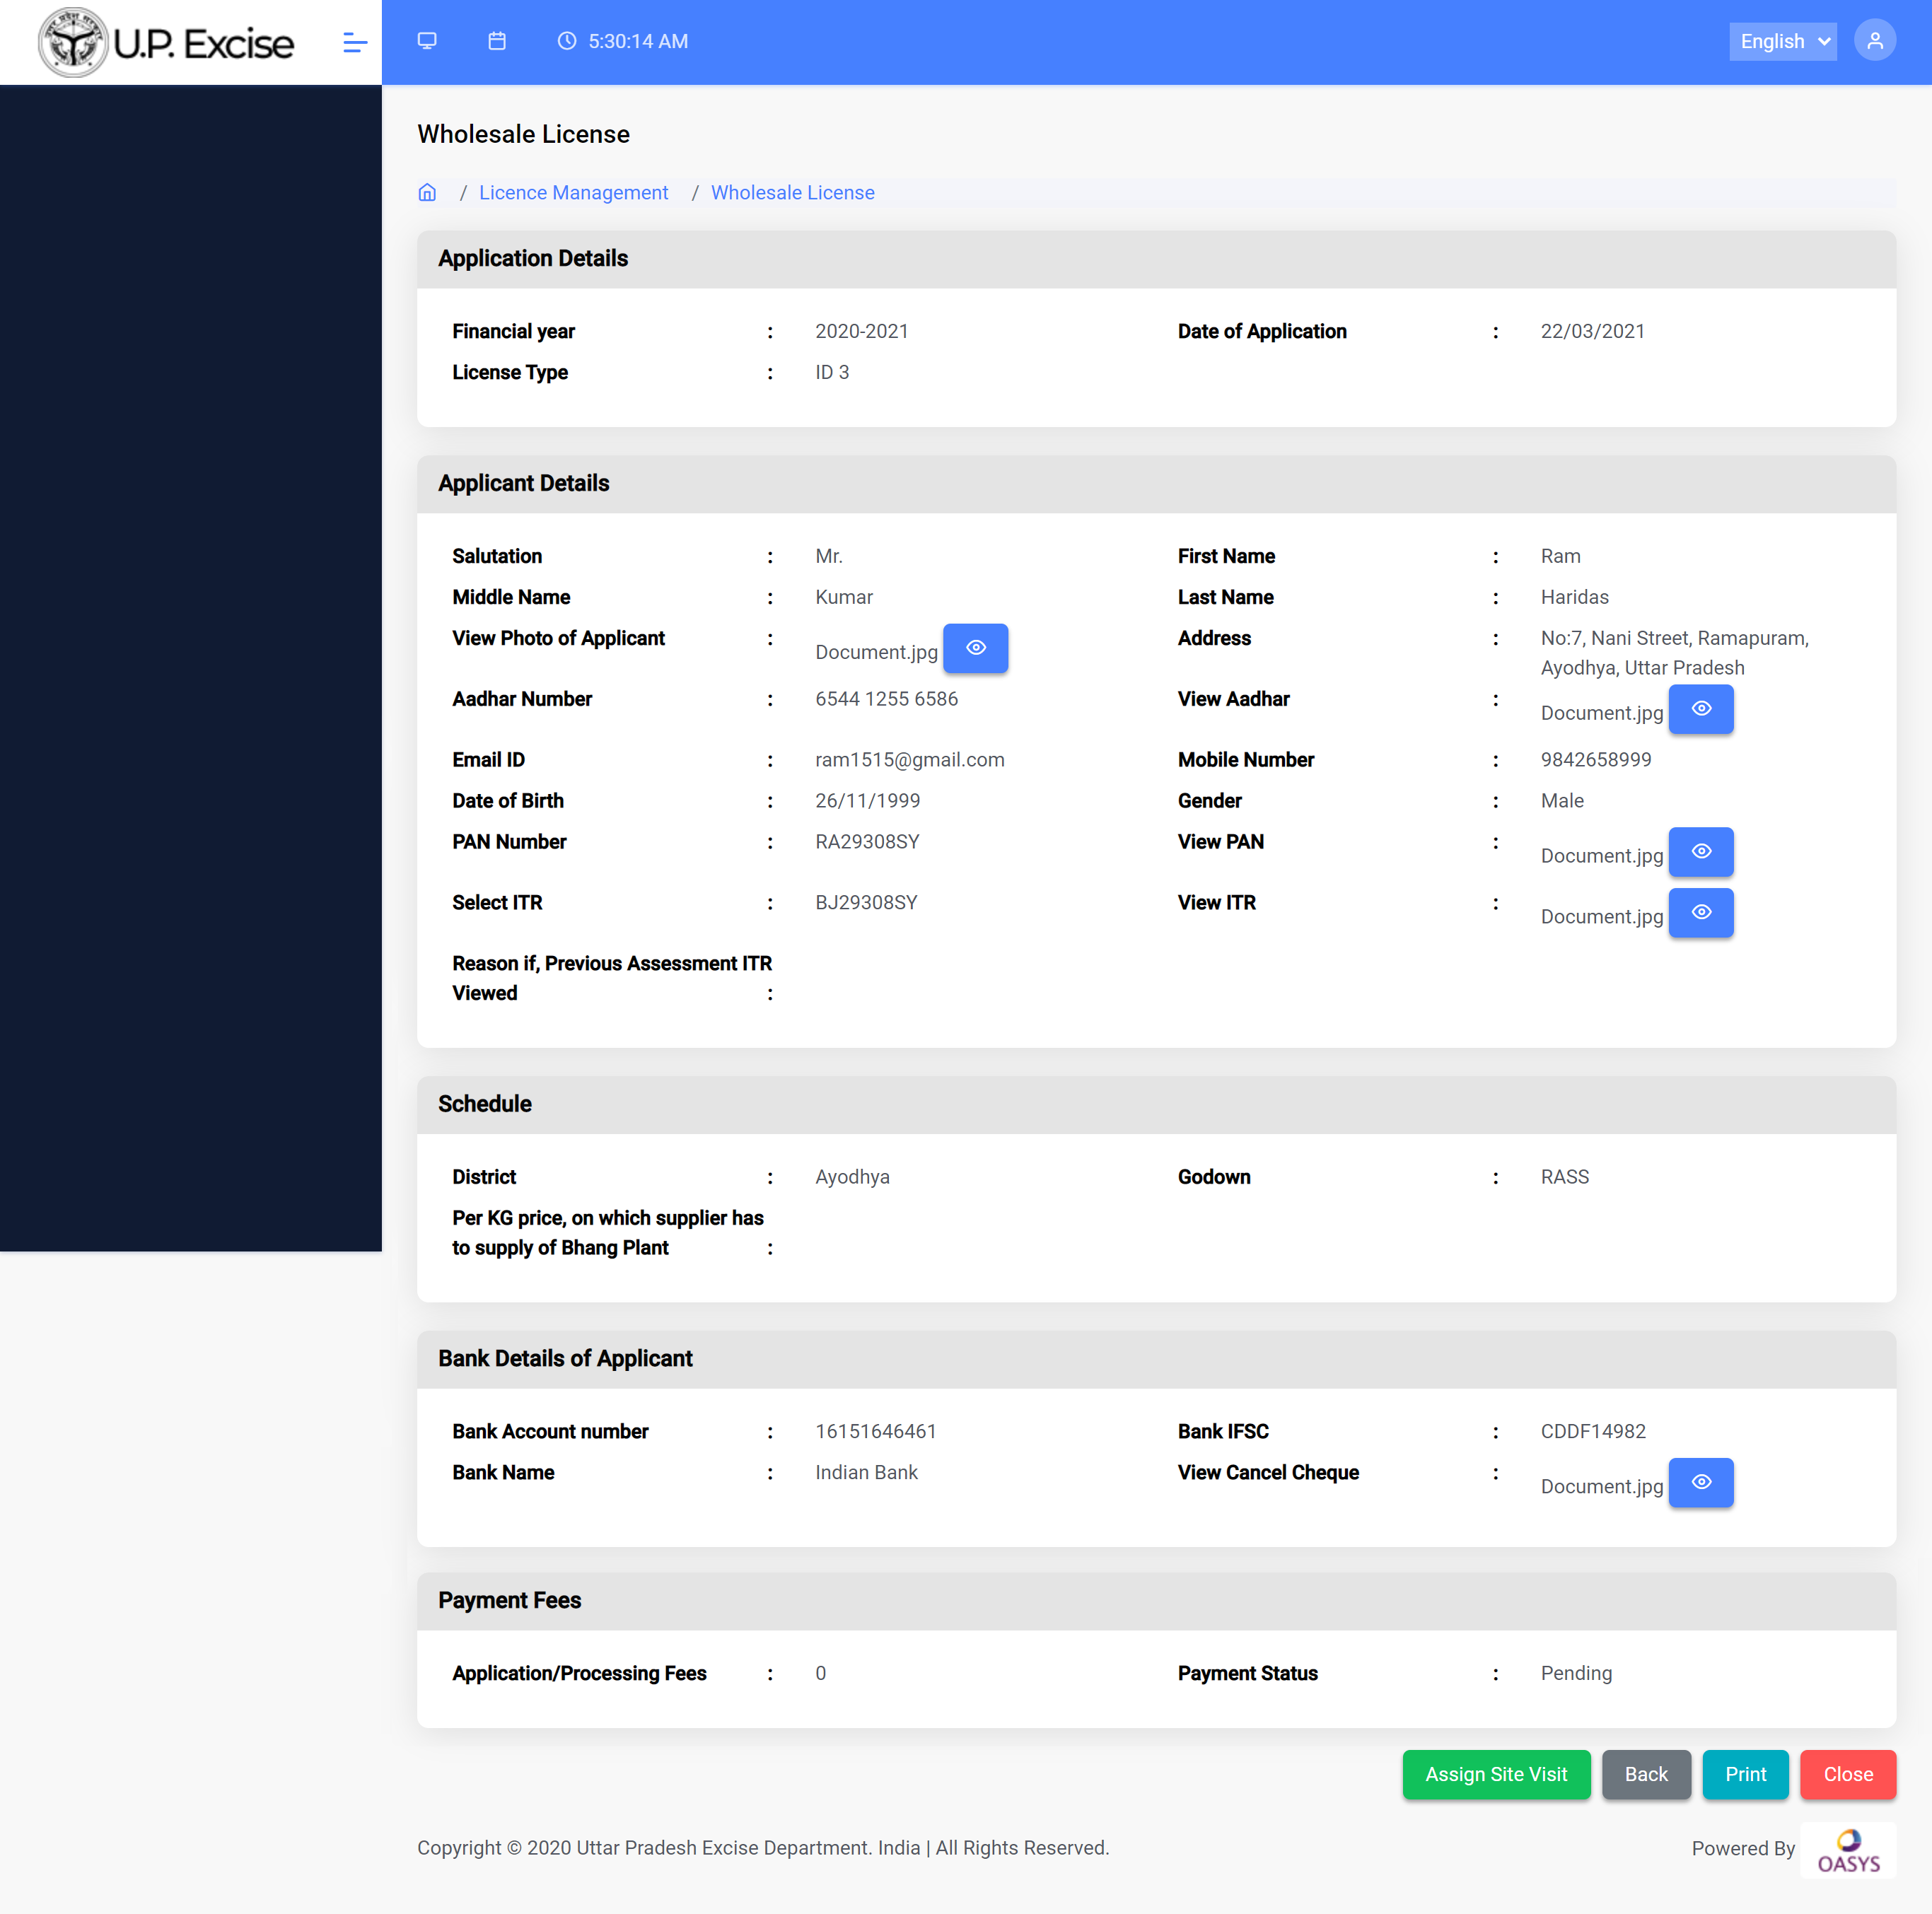 U.P. Excise
5:30:14 AM
English
Wholesale License
/ Licence Management / Wholesale License
Application Details
Financial year : 2020-2021 Date of Application : 22/03/2021
License Type : ID 3
Applicant Details
Salutation : Mr. First Name : Ram
Middle Name : Kumar Last Name : Haridas
View Photo of Applicant : Document.jpg Address : No:7, Nani Street, Ramapuram,
Ayodhya, Uttar Pradesh
Aadhar Number : 6544 1255 6586 View Aadhar : Document.jpg
Email ID : ram1515@gmail.com Mobile Number : 9842658999
Date of Birth : 26/11/1999 Gender : Male
PAN Number : RA29308SY View PAN : Document.jpg
Select ITR : BJ29308SY View ITR : Document.jpg
Reason if, Previous Assessment ITR
Viewed :
Schedule
District : Ayodhya Godown : RASS
Per KG price, on which supplier has
to supply of Bhang Plant :
Bank Details of Applicant
Bank Account number : 16151646461 Bank IFSC : CDDF14982
Bank Name : Indian Bank View Cancel Cheque : Document.jpg
Payment Fees
Application/Processing Fees : 0 Payment Status : Pending
Assign Site Visit Back Print Close
Copyright © 2020 Uttar Pradesh Excise Department. India | All Rights Reserved. Powered By OASYS